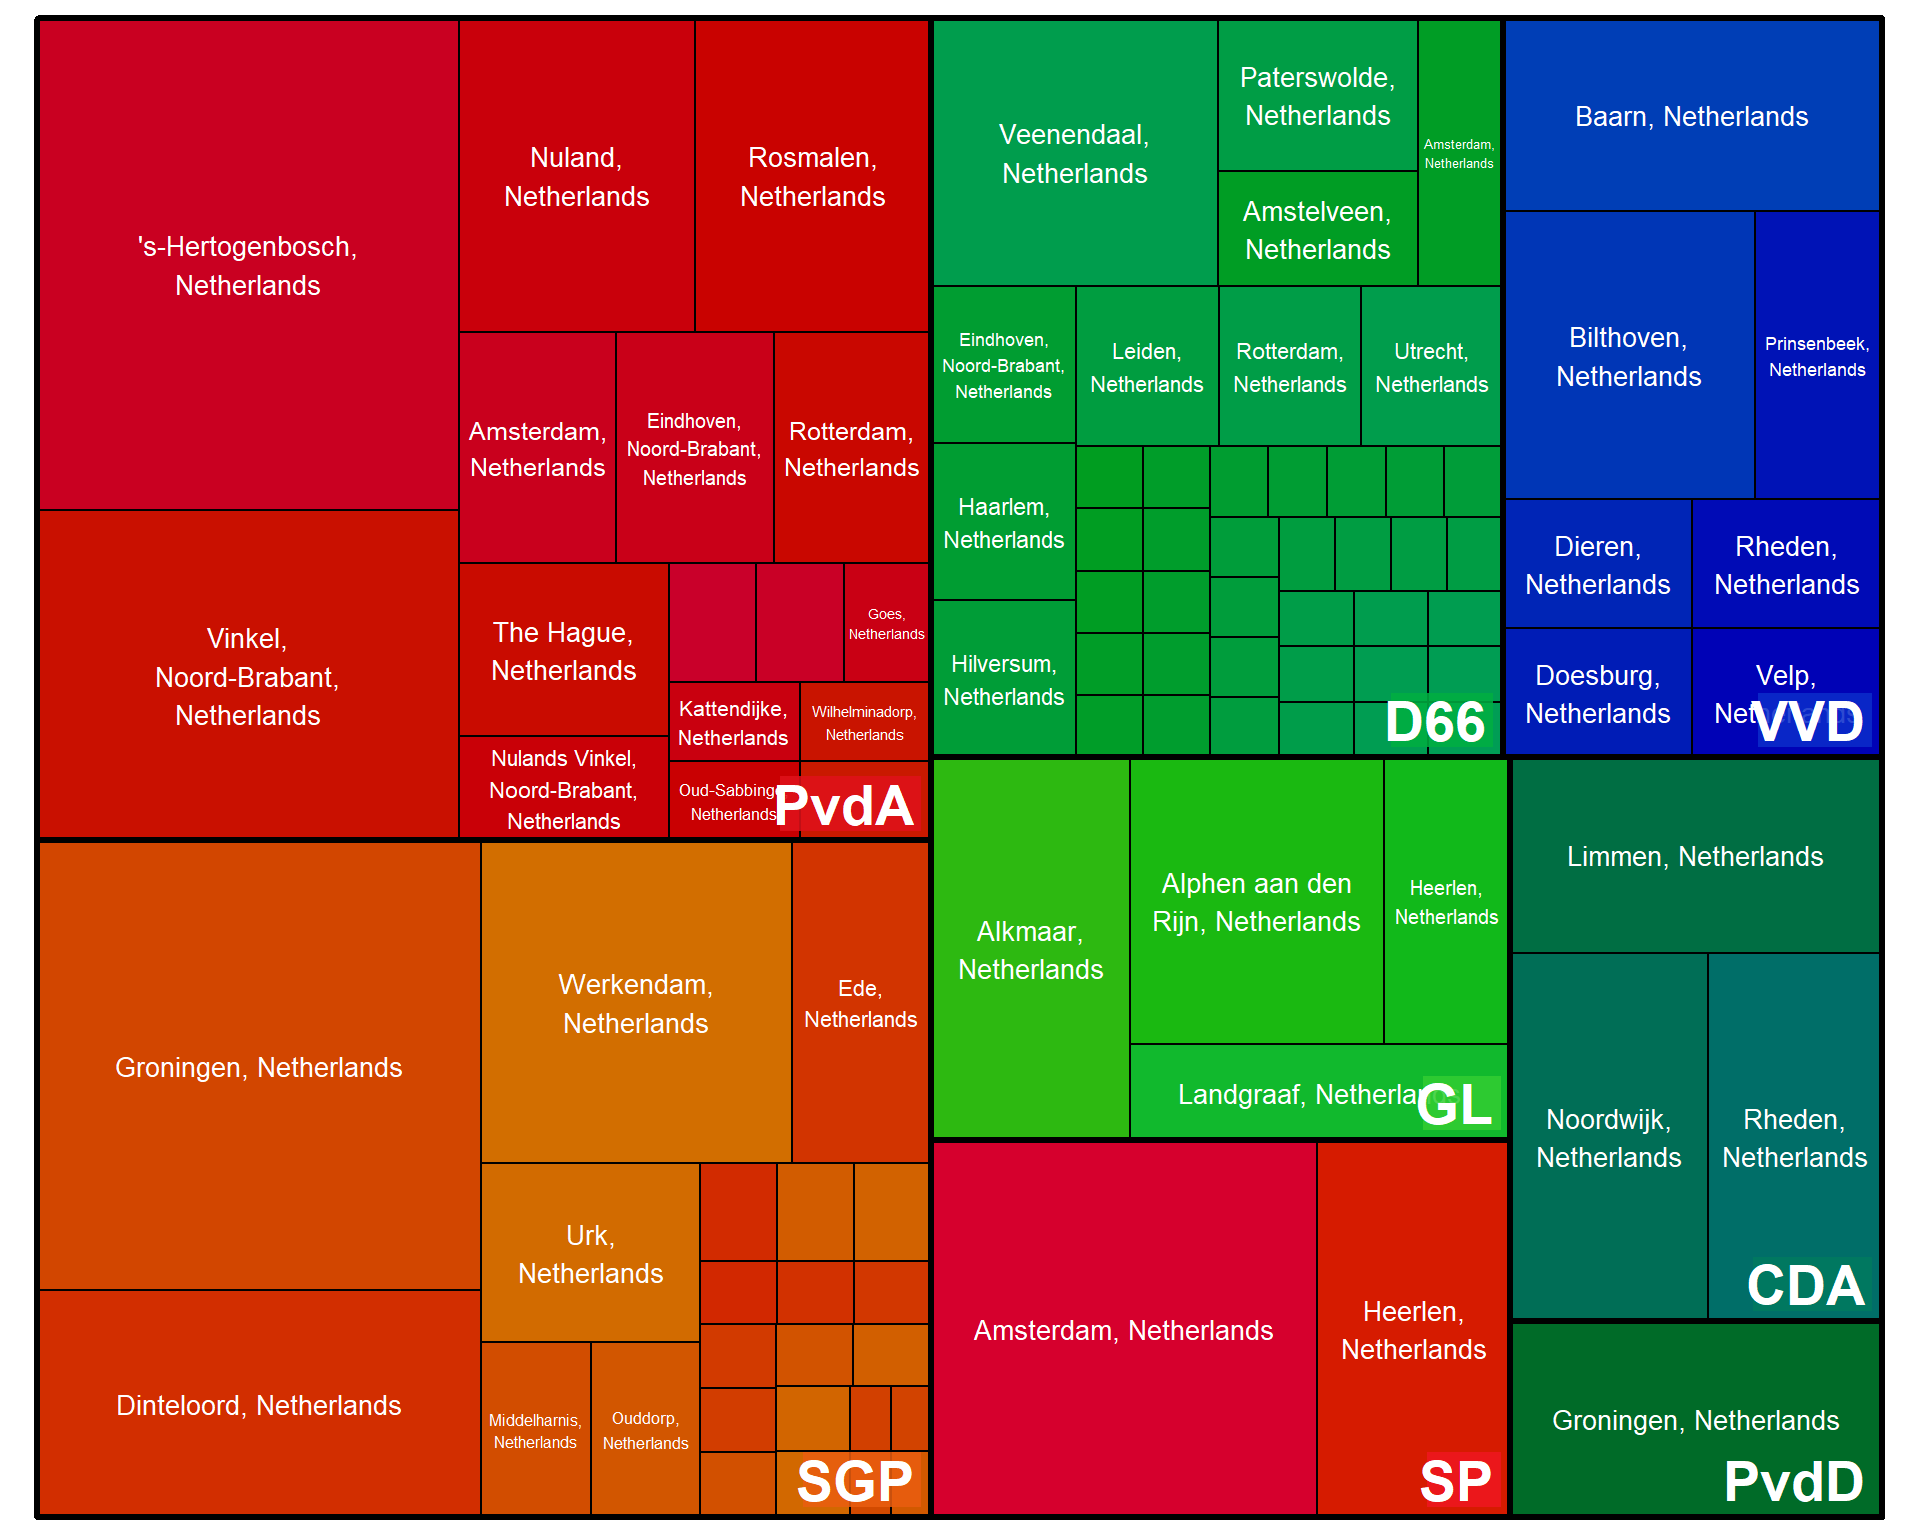 's-Hertogenbosch,
Netherlands
Nuland,
Netherlands
Rosmalen,
Netherlands
Amsterdam,
Netherlands
Eindhoven,
Noord-Brabant,
Netherlands
Rotterdam,
Netherlands
Vinkel,
Noord-Brabant,
Netherlands
The Hague,
Netherlands
Goes,
Netherlands
Kattendijke,
Netherlands
Wilhelminadorp,
Netherlands
Nulands Vinkel,
Noord-Brabant,
Netherlands
Netherlands
PvdA
Veenendaal,
Netherlands
Paterswolde,
Netherlands
Amstelveen,
Netherlands
Amsterdam,
Netherlands
Eindhoven,
Noord-Brabant,
Netherlands
Leiden,
Netherlands
Rotterdam,
Netherlands
Utrecht,
Netherlands
Haarlem,
Netherlands
Hilversum,
Netherlands
D66
Baarn, Netherlands
Bilthoven,
Netherlands
Prinsenbeek,
Netherlands
Dieren,
Netherlands
Rheden,
Netherlands
Doesburg,
Netherlands
Velp,
Netherlands
VVD
Groningen, Netherlands
Werkendam,
Netherlands
Ede,
Netherlands
Urk,
Netherlands
Dinteloord, Netherlands
Middelharnis,
Netherlands
Ouddorp,
Netherlands
SGP
Alkmaar,
Netherlands
Alphen aan den
Rijn, Netherlands
Heerlen,
Netherlands
Landgraaf, Netherlands
GL
Limmen, Netherlands
Noordwijk,
Netherlands
Rheden,
Netherlands
CDA
Amsterdam, Netherlands
Heerlen,
Netherlands
SP
Groningen, Netherlands
PvdD